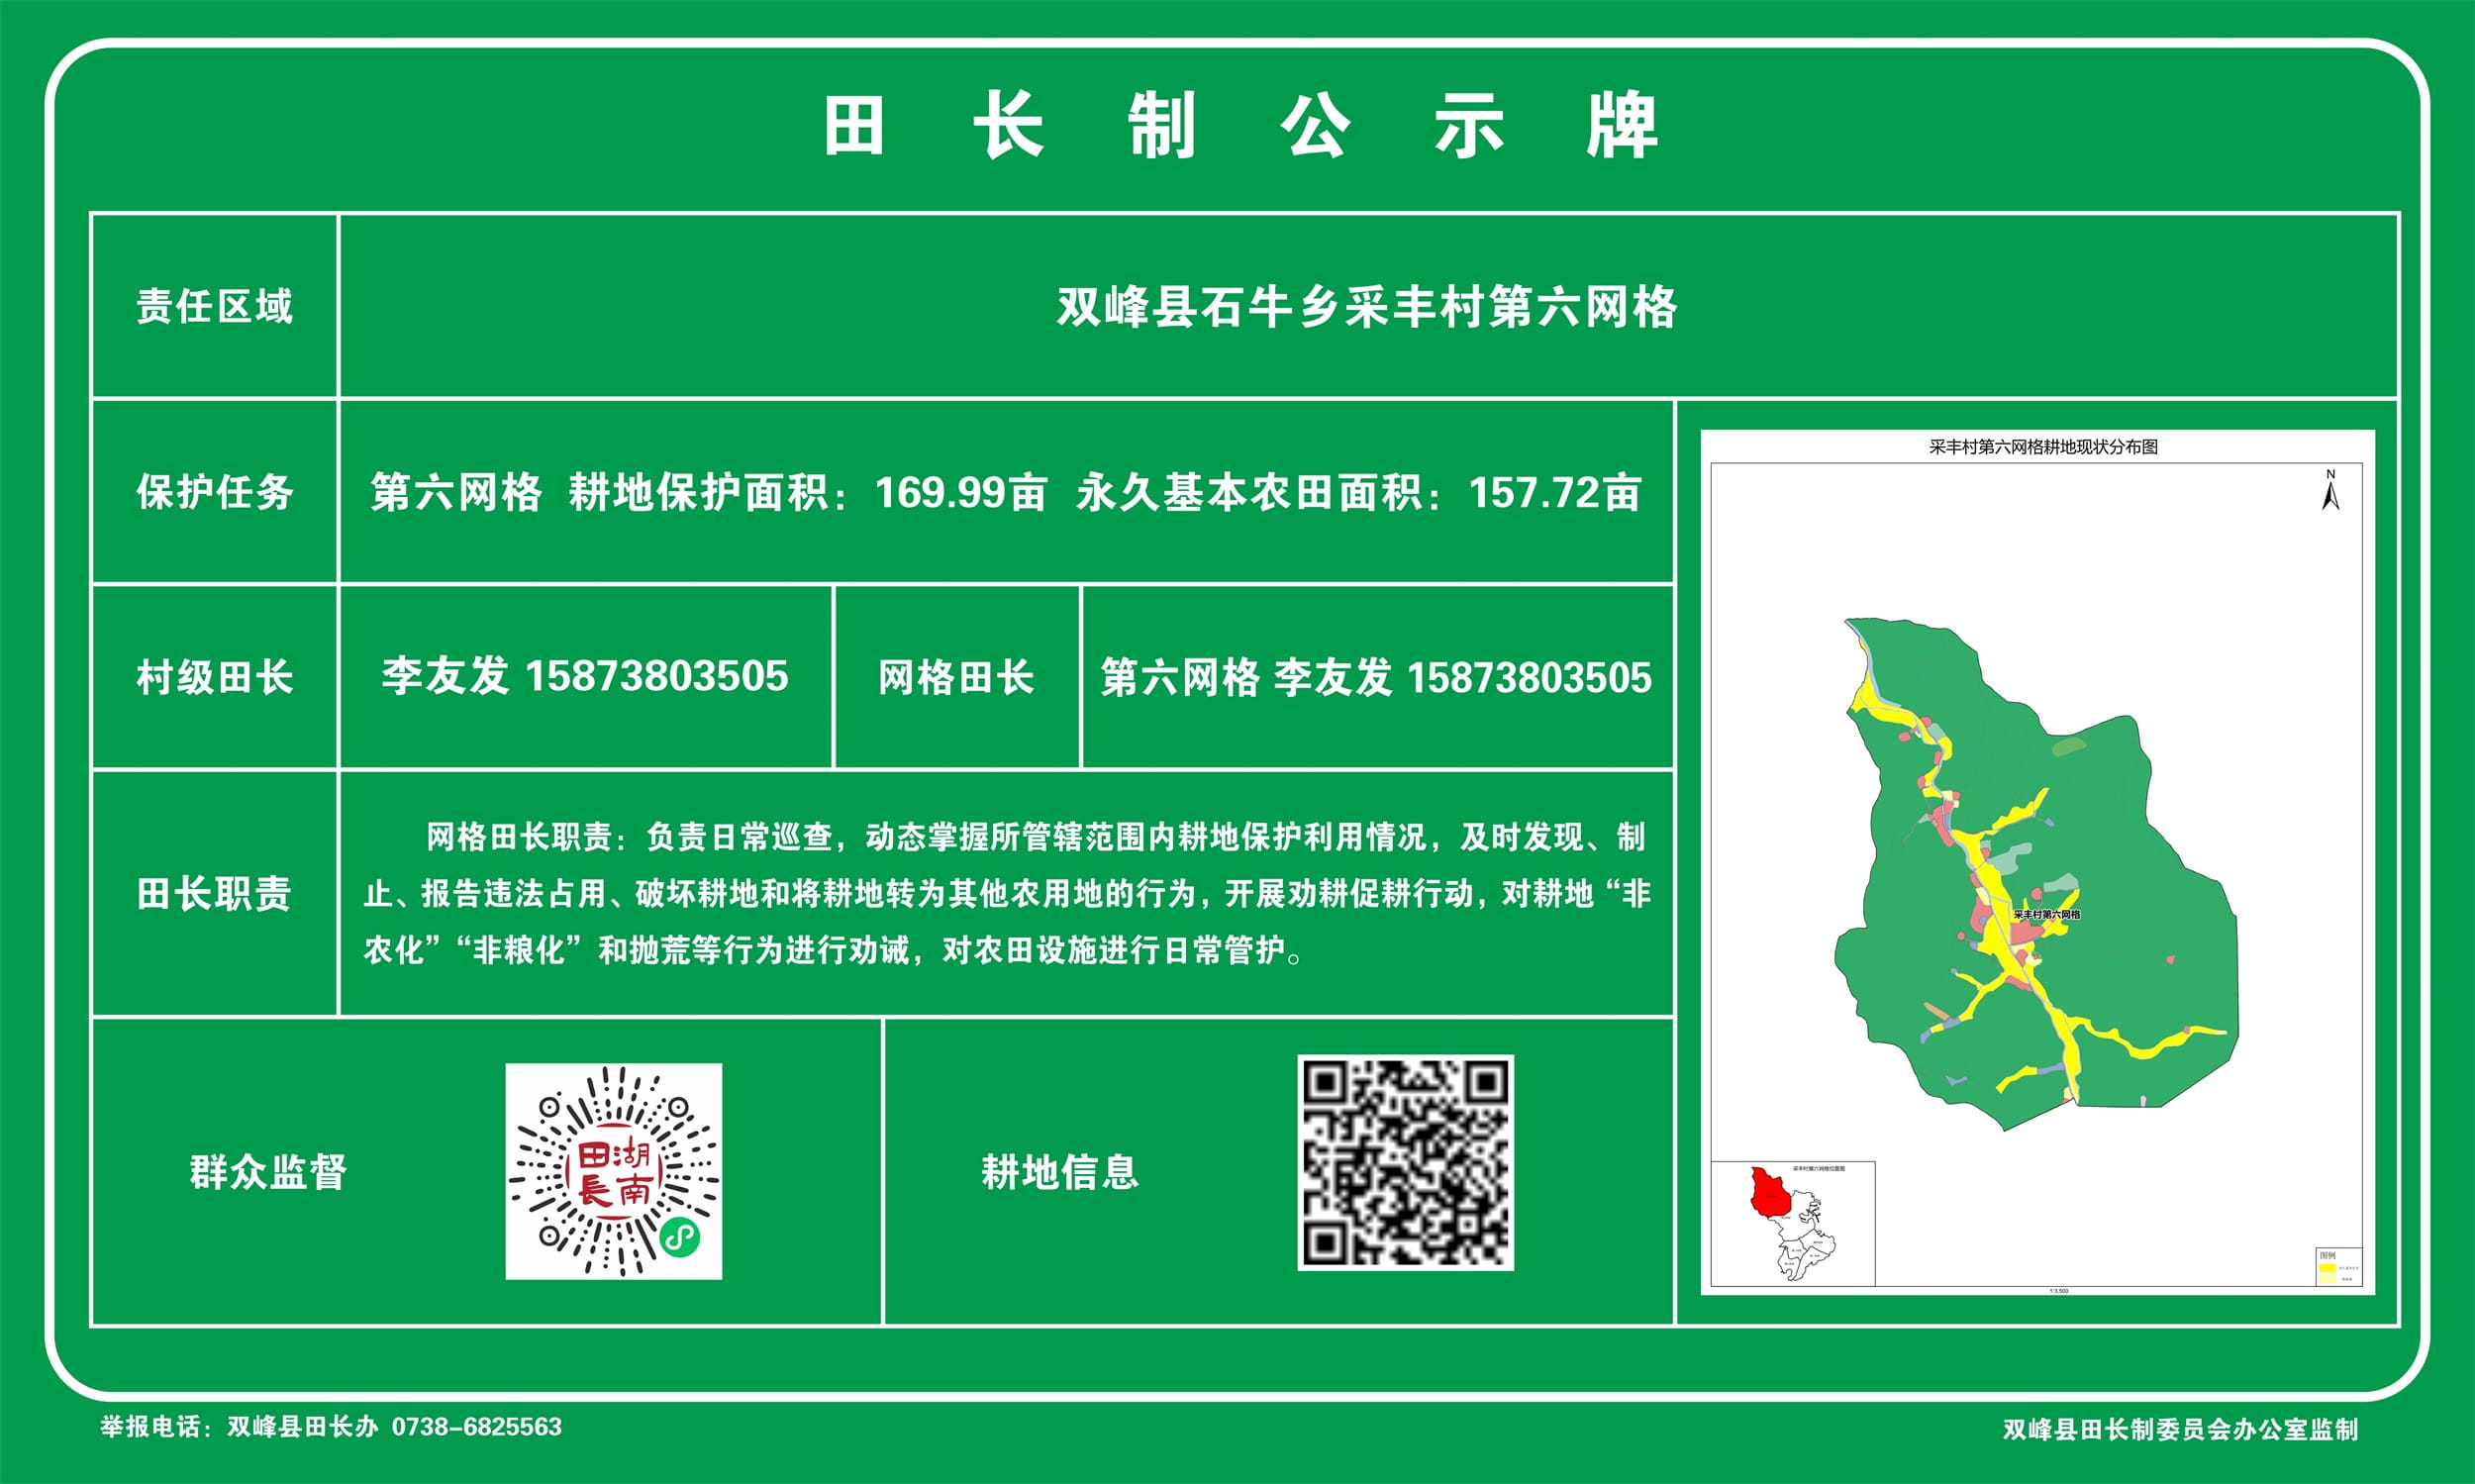 田长制公示牌
责任区域
双峰县石牛乡采丰村第六网格
保护任务
第六网格 耕地保护面积：169.99亩 永久基本农田面积：157.72亩
村级田长
李友发 15873803505
网格田长
第六网格 李友发 15873803505
田长职责
网格田长职责：负责日常巡查，动态掌握所管辖范围内耕地保护利用情况，及时发现、制
止、报告违法占用、破坏耕地和将耕地转为其他农用地的行为，开展劝耕促耕行动，对耕地“非
农化”“非粮化”和抛荒等行为进行劝诫，对农田设施进行日常管护。
群众监督
湖南
田長
耕地信息
采丰村第六网格耕地现状分布图
N
采丰村第六网格
采丰村第六网格位置图
图例
1:3,500
举报电话：双峰县田长办 0738-6825563
双峰县田长制委员会办公室监制